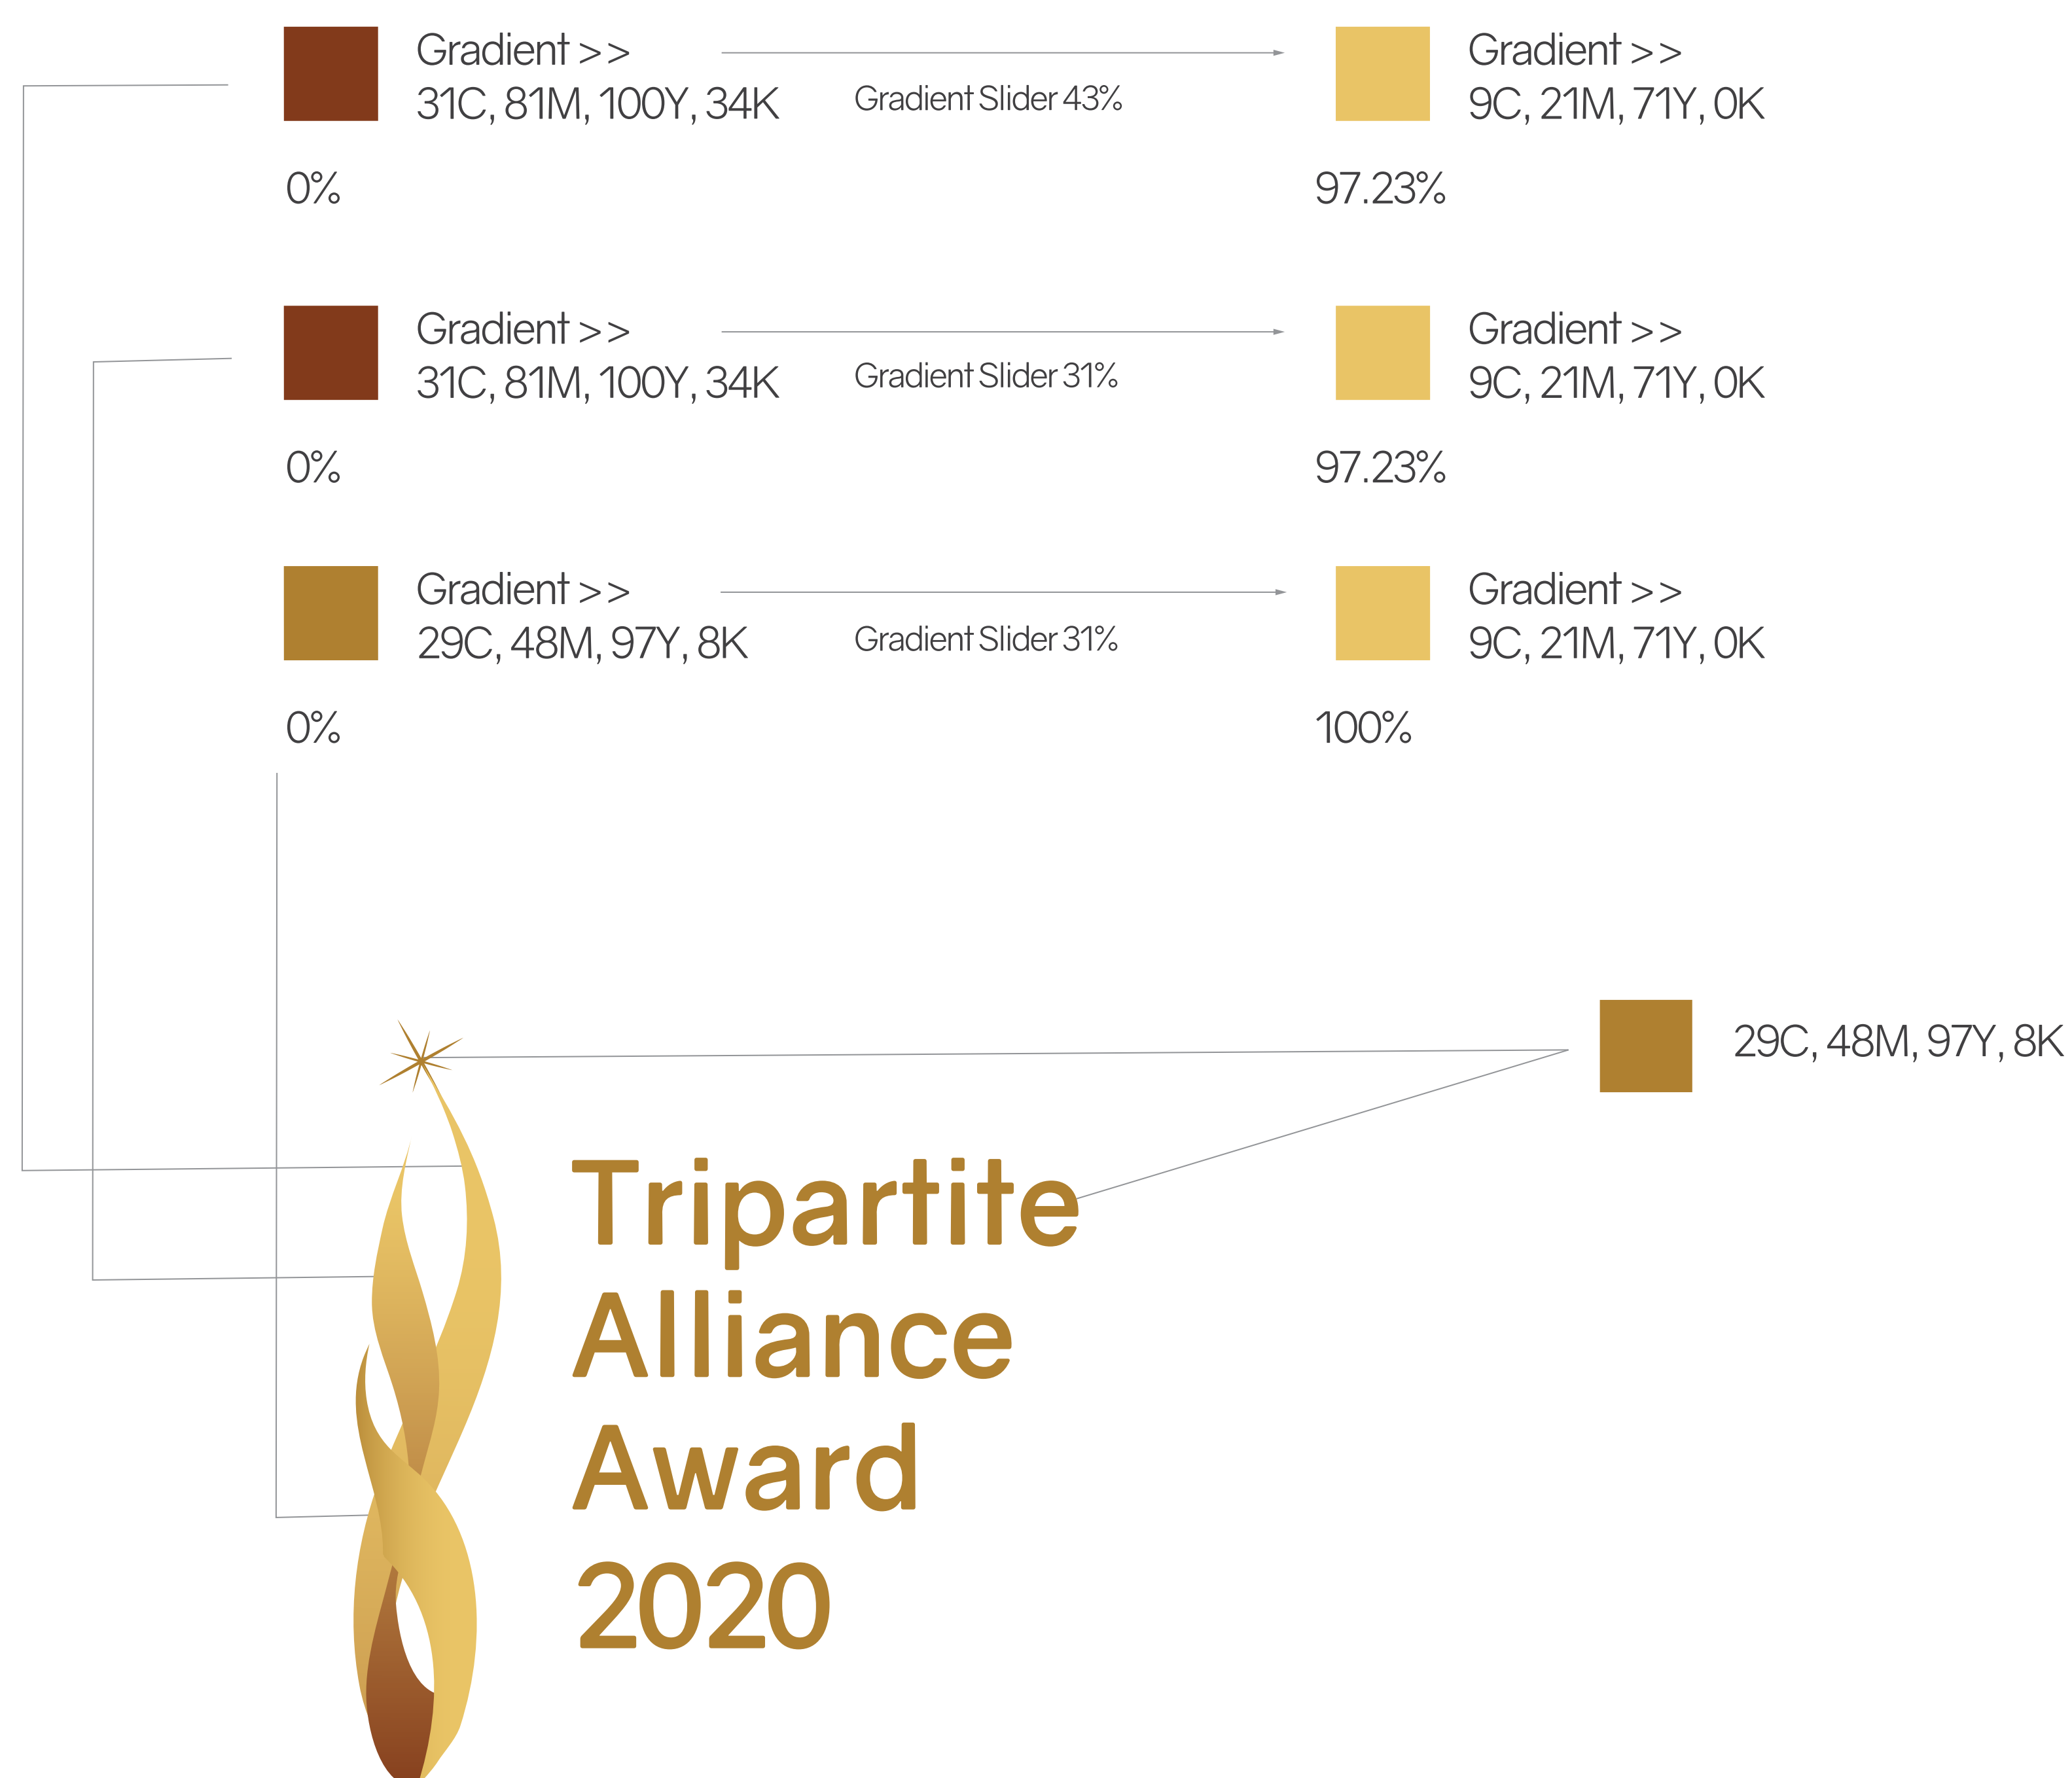 Gradient >>
31C, 81M, 100Y, 34K
Gradient Slider 43%
Gradient >>
9C, 21M, 71Y, 0K
0%
97.23%
Gradient >>
31C, 81M, 100Y, 34K
Gradient Slider 31%
Gradient >>
9C, 21M, 71Y, 0K
0%
97.23%
Gradient >>
29C, 48M, 97Y, 8K
Gradient Slider 31%
Gradient >>
9C, 21M, 71Y, 0K
0%
100%
29C, 48M, 97Y, 8K
Tripartite
Alliance
Award
2020